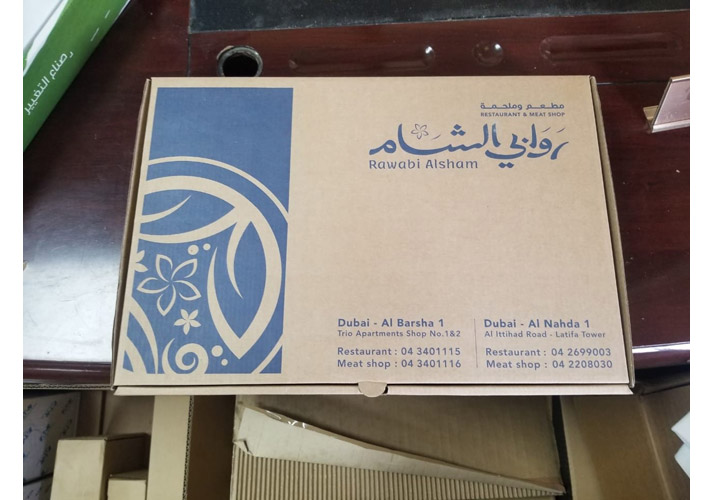 صناع التغيير
مطعم وملحمة
RESTAURANT & MEAT SHOP
روابي الشام
Rawabi Alsham
Dubai - Al Barsha 1
Trio Apartments Shop No.1&2
Restaurant : 04 3401115
Meat shop : 04 3401116
Dubai - Al Nahda 1
Al Ittihad Road - Latifa Tower
Restaurant : 04 2699003
Meat shop : 04 2208030